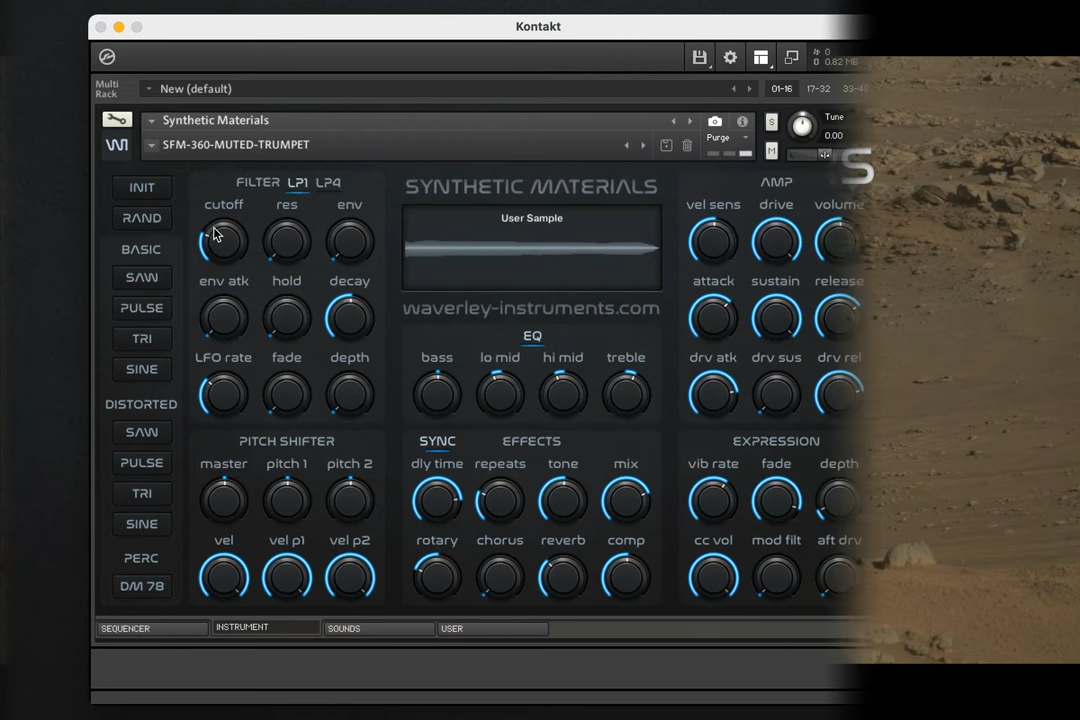 Kontakt
0
0.82 MB
Multi
Rack
New (default)
01-16 17-32
Synthetic Materials
Purge
S
M
Tune
0.00
SFM-360-MUTED-TRUMPET
INIT
RAND
BASIC
SAW
PULSE
TRI
SINE
DISTORTED
SAW
PULSE
TRI
SINE
PERC
DM 78
FILTER LP1 LP4
cutoff res env
env atk hold decay
LFO rate fade depth
PITCH SHIFTER
master pitch 1 pitch 2
vel vel p1 vel p2
SYNTHETIC MATERIALS
User Sample
waverley-instruments.com
EQ
bass lo mid hi mid treble
SYNC EFFECTS
dly time repeats tone mix
rotary chorus reverb comp
AMP
vel sens drive volume
attack sustain release
drv atk drv sus drv rel
EXPRESSION
vib rate fade depth
cc vol mod filt aft drv
SEQUENCER INSTRUMENT SOUNDS USER
S